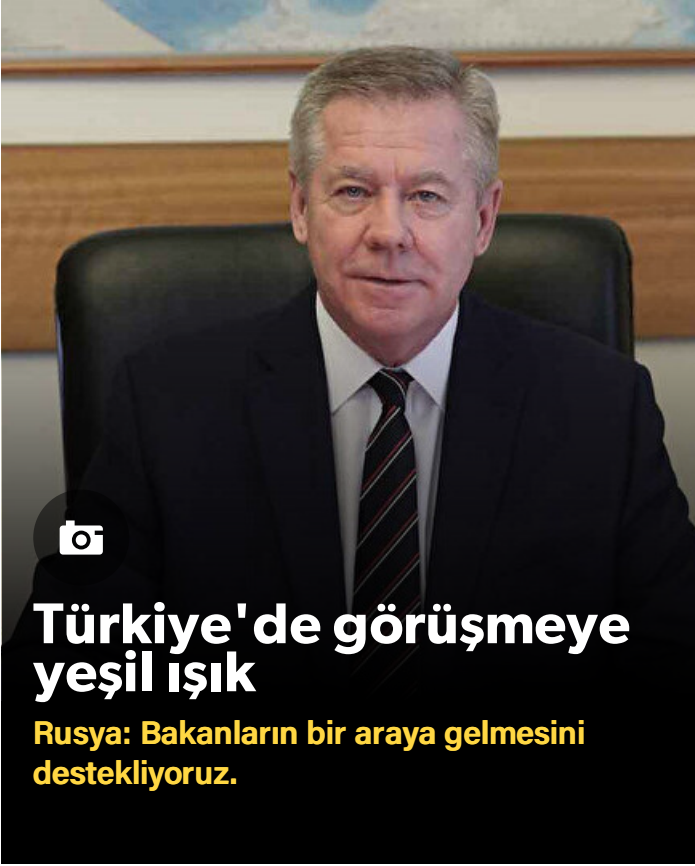 Türkiye'de görüşmeye
yeşil ışık
Rusya: Bakanların bir araya gelmesini
destekliyoruz.